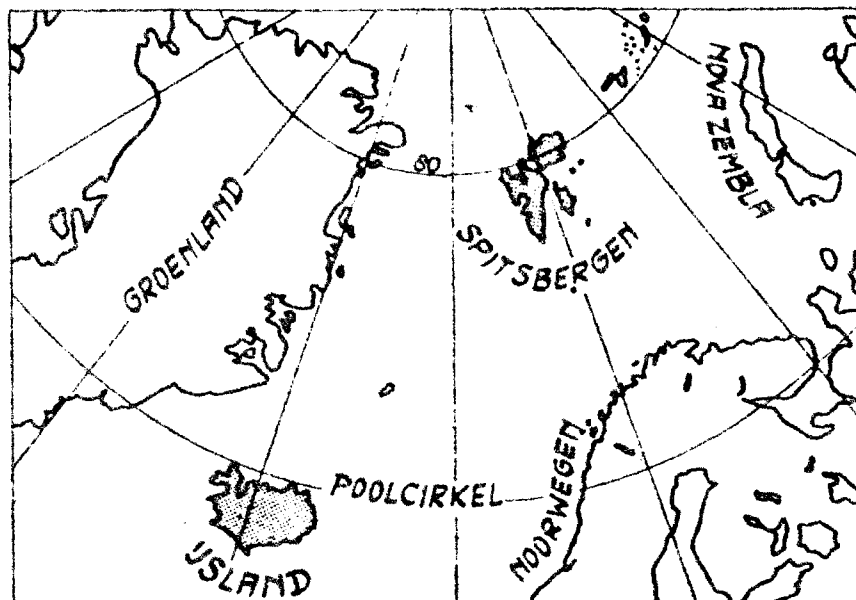 NOVA ZEMBLA
80
GROENLAND
SPITSBERGEN
POOLCIRKEL
NOORWEGEN
IJSLAND